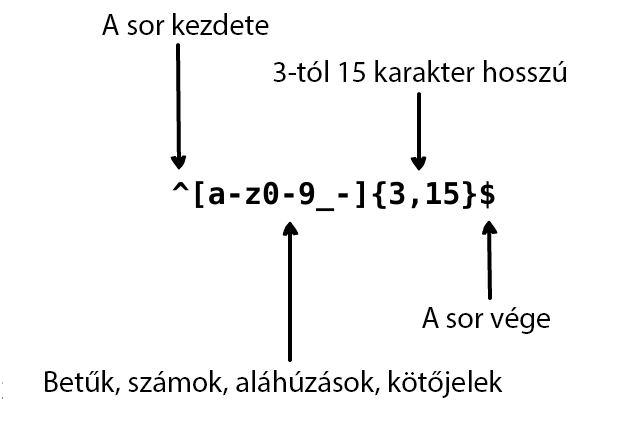 A sor kezdete
3-tól 15 karakter hosszú
^[a-z0-9_-]{3,15}$
A sor vége
Betűk, számok, aláhúzások, kötőjelek